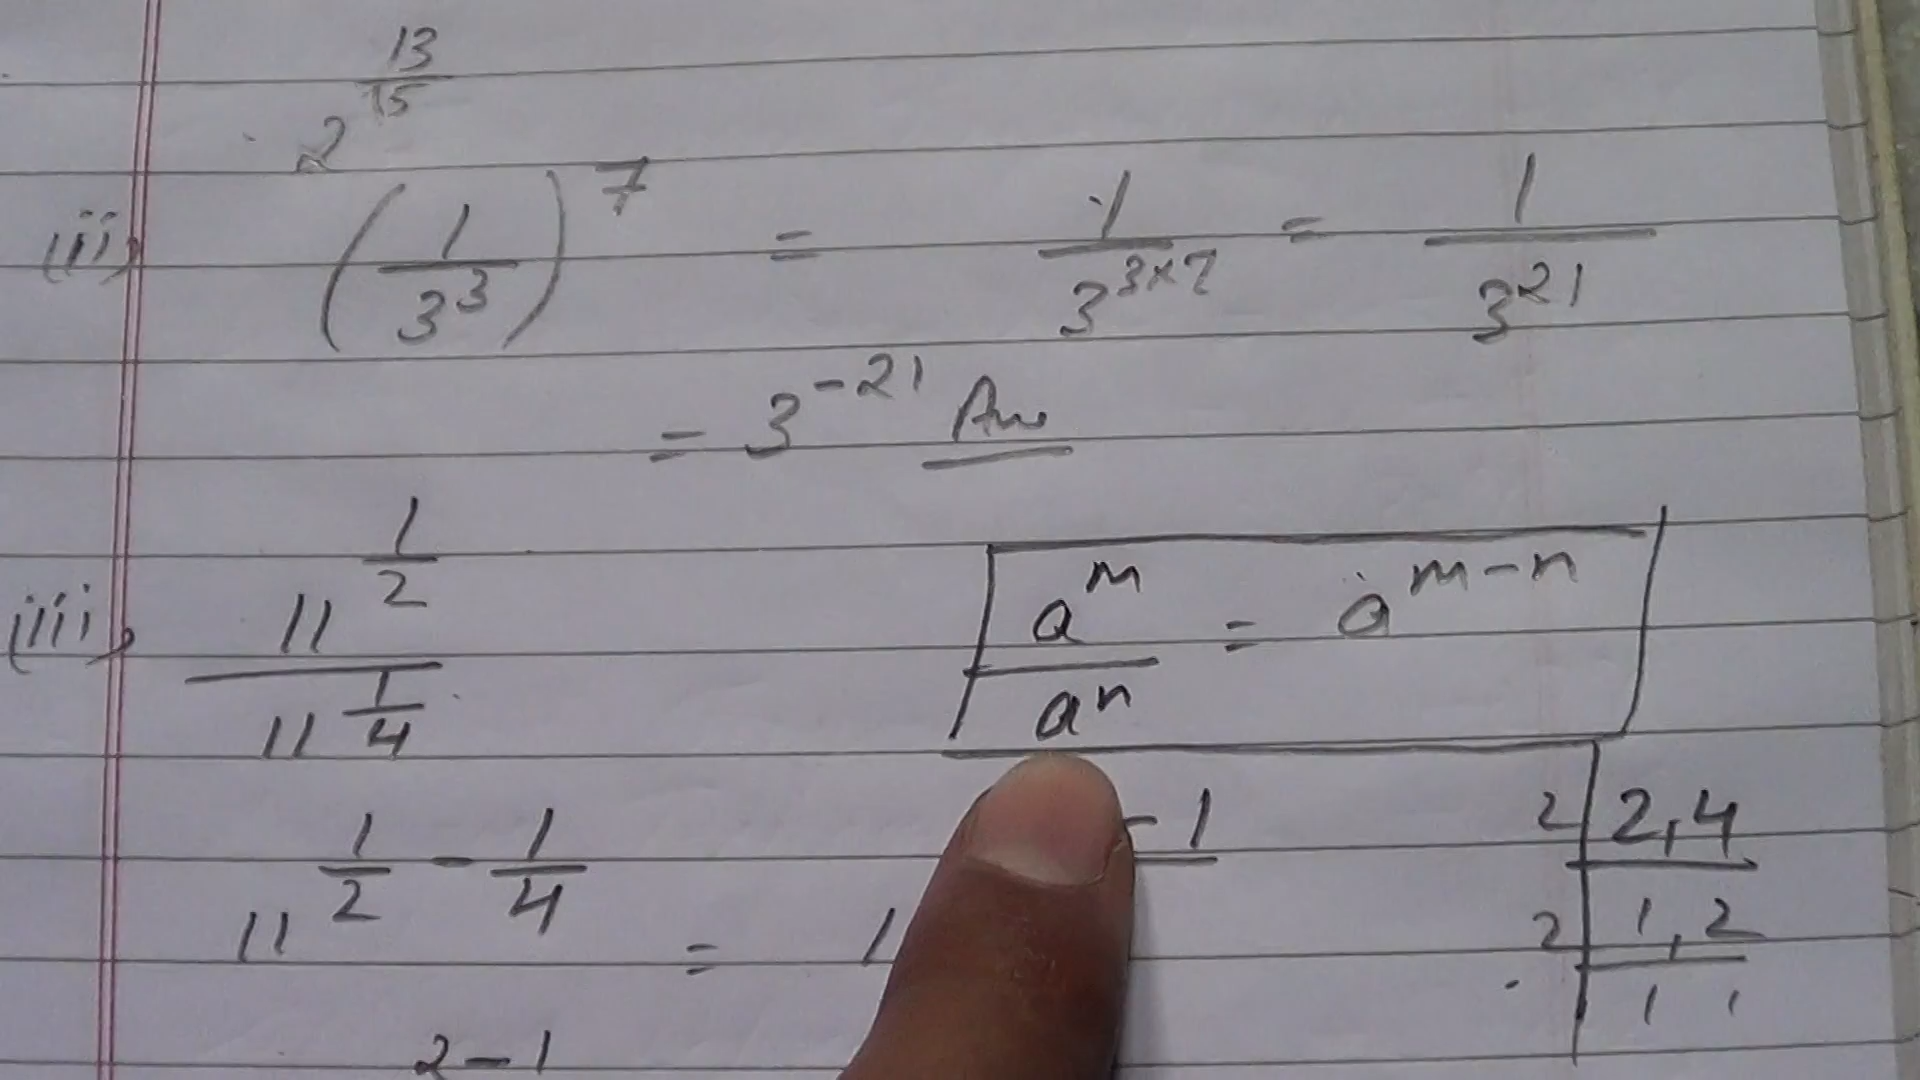 2^(13/15)
(ii) (1/3^3)^7 = 1/3^(3×7) = 1/3^21
= 3^-21 Ans
(iii) 11^(1/2) / 11^(1/4)
a^m / a^n = a^(m-n)
11^(1/2 - 1/4) = 1 - 1
2 | 2, 4
2 | 1, 2
1 1
2 - 1